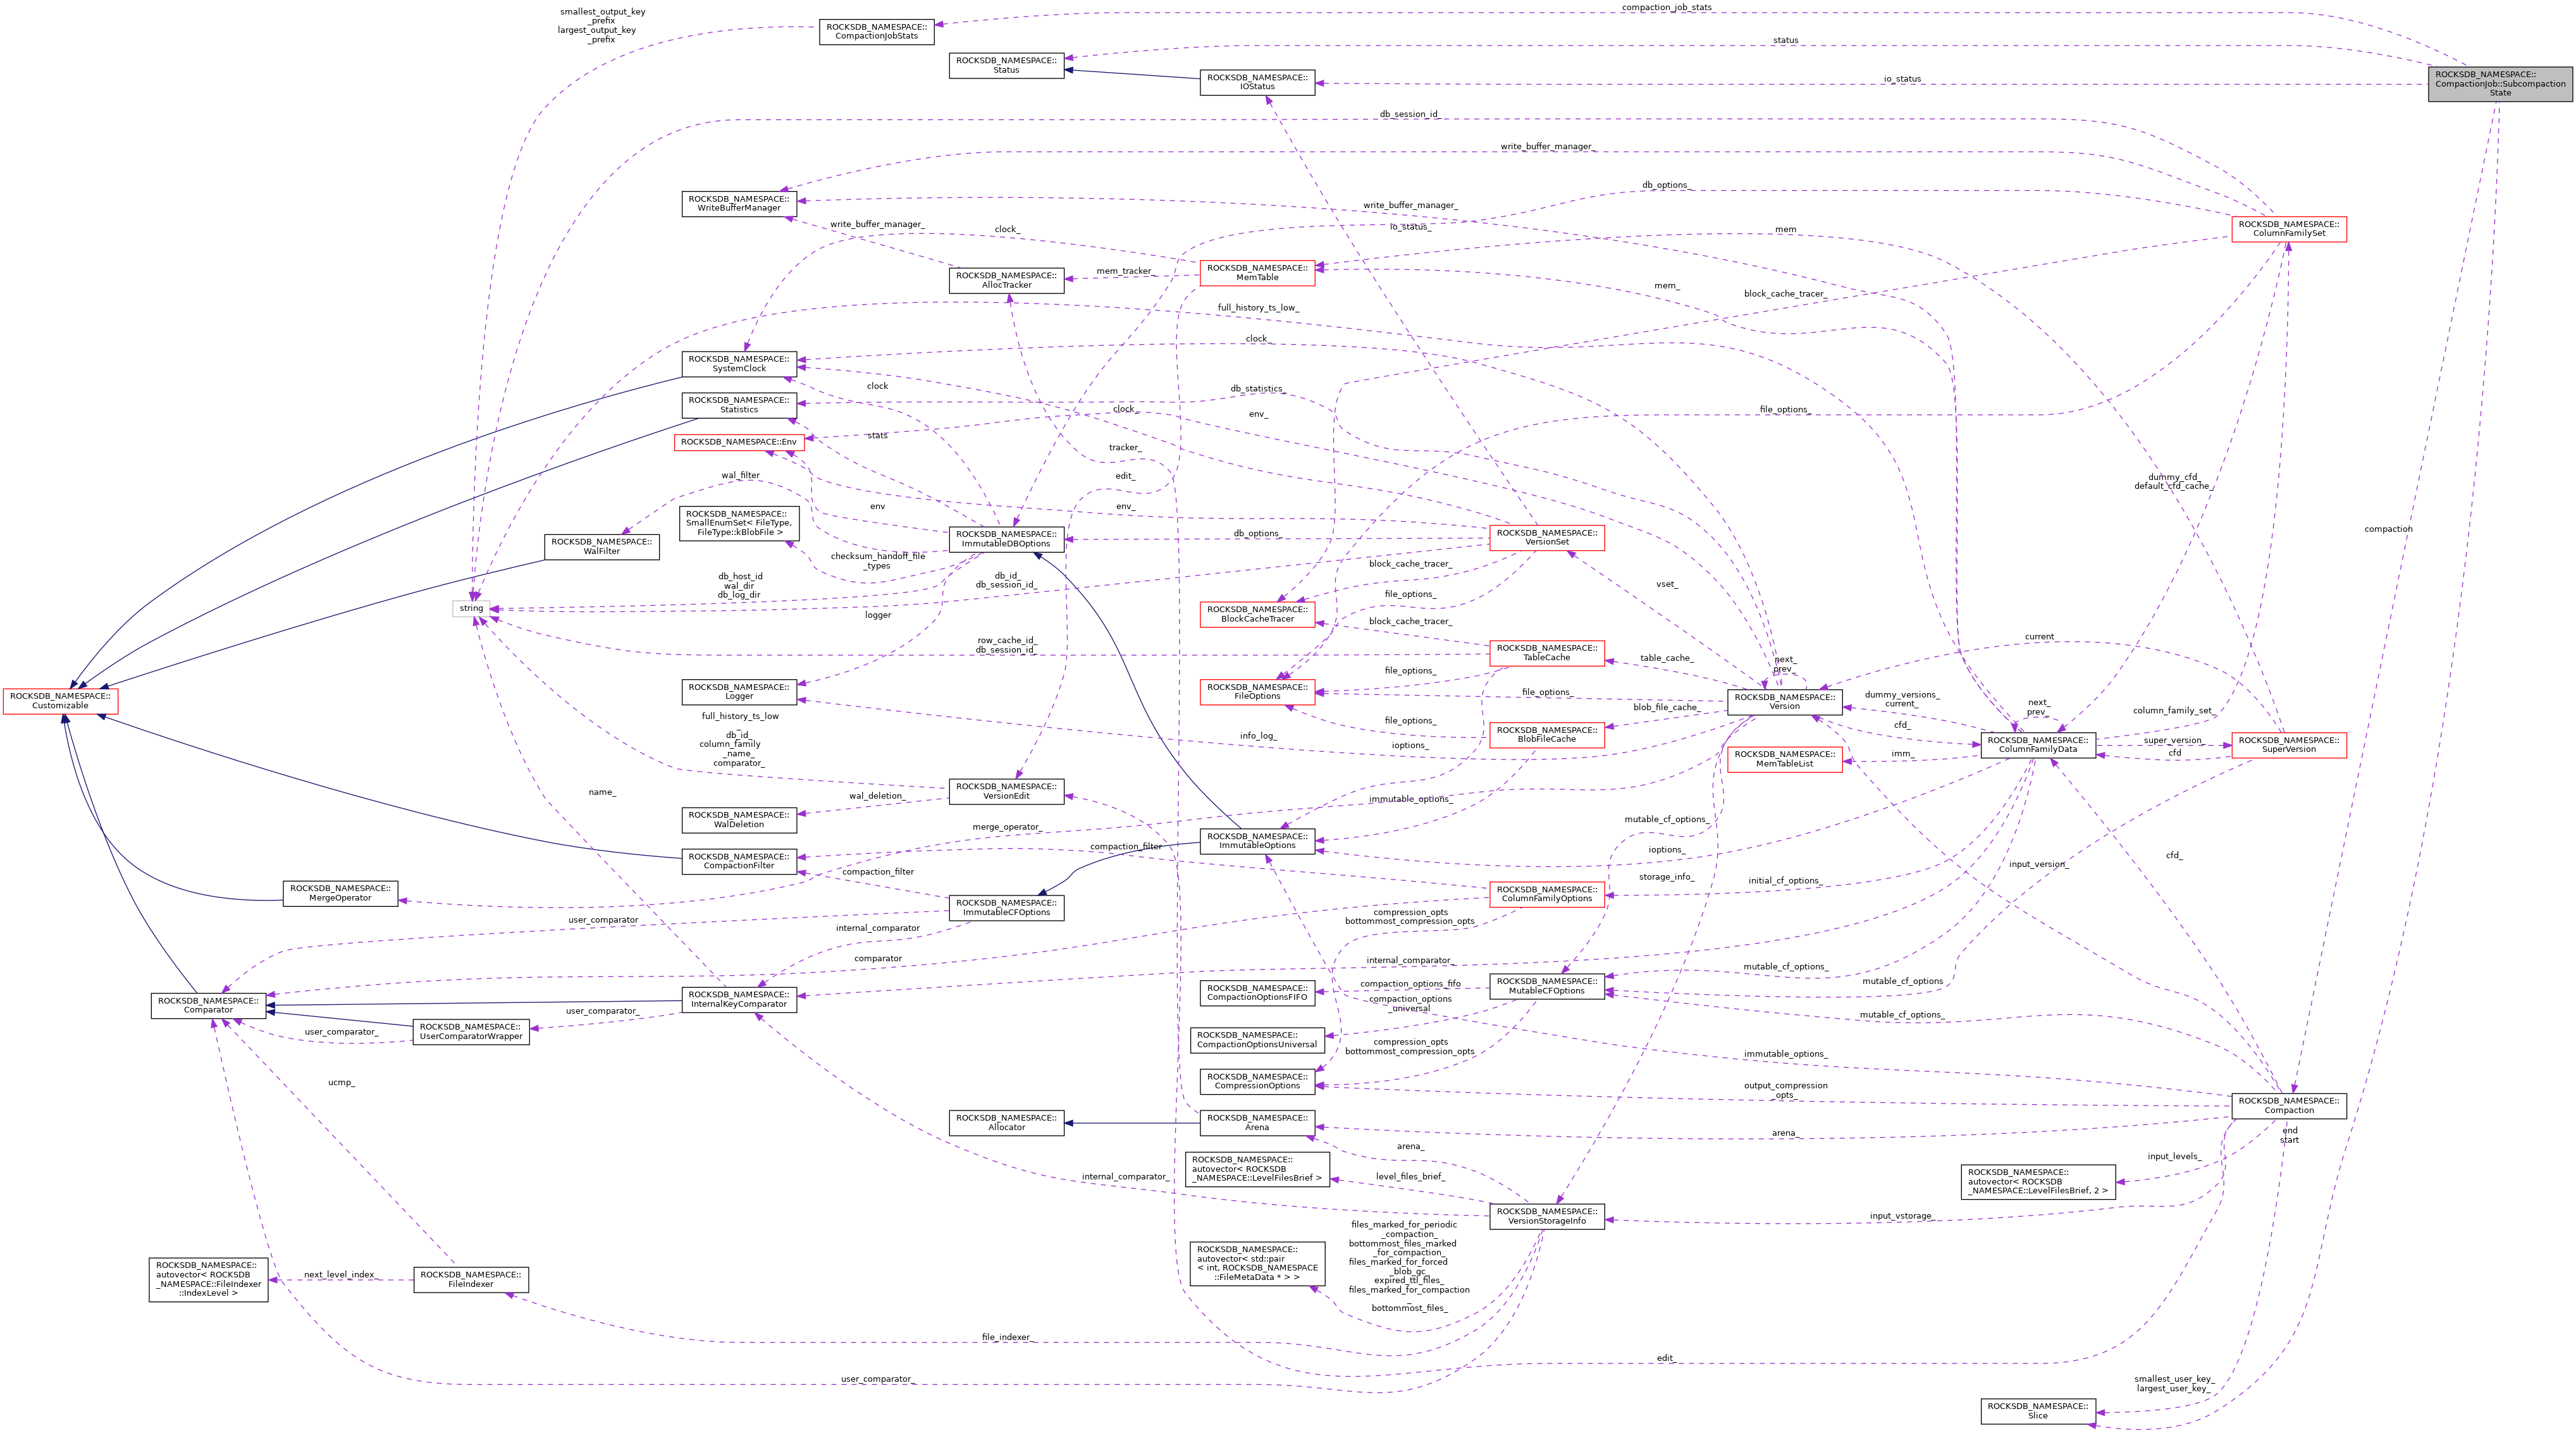 smallest_output_key
_prefix
largest_output_key
_prefix
ROCKSDB_NAMESPACE::
CompactionJobStats
compaction_job_stats
ROCKSDB_NAMESPACE::
Status
status
ROCKSDB_NAMESPACE::
IOStatus
io_status
ROCKSDB_NAMESPACE::
CompactionJob::Subcompaction
State
db_session_id_
write_buffer_manager_
db_options_
ROCKSDB_NAMESPACE::
WriteBufferManager
write_buffer_manager_
write_buffer_manager_
io_status_
clock_
mem
ROCKSDB_NAMESPACE::
ColumnFamilySet
ROCKSDB_NAMESPACE::
AllocTracker
mem_tracker_
ROCKSDB_NAMESPACE::
MemTable
mem_
block_cache_tracer_
full_history_ts_low_
clock_
ROCKSDB_NAMESPACE::
SystemClock
clock
db_statistics_
ROCKSDB_NAMESPACE::
Statistics
clock_
env_
file_options_
stats
ROCKSDB_NAMESPACE::Env
tracker_
wal_filter
edit_
dummy_cfd_
default_cfd_cache_
env
env_
ROCKSDB_NAMESPACE::
SmallEnumSet< FileType,
FileType::kBlobFile >
ROCKSDB_NAMESPACE::
WalFilter
ROCKSDB_NAMESPACE::
ImmutableDBOptions
db_options_
ROCKSDB_NAMESPACE::
VersionSet
compaction
checksum_handoff_file
_types
block_cache_tracer_
db_host_id
wal_dir
db_log_dir
db_id_
db_session_id_
vset_
file_options_
string
logger
ROCKSDB_NAMESPACE::
BlockCacheTracer
block_cache_tracer_
row_cache_id_
db_session_id_
ROCKSDB_NAMESPACE::
TableCache
table_cache_
next_
prev_
current
file_options_
ROCKSDB_NAMESPACE::
Customizable
ROCKSDB_NAMESPACE::
Logger
ROCKSDB_NAMESPACE::
FileOptions
file_options_
ROCKSDB_NAMESPACE::
Version
dummy_versions_
current_
next_
prev_
column_family_set_
full_history_ts_low
_
db_id_
column_family
_name_
comparator_
file_options_
blob_file_cache_
cfd_
info_log_
ioptions_
ROCKSDB_NAMESPACE::
BlobFileCache
ROCKSDB_NAMESPACE::
MemTableList
imm_
ROCKSDB_NAMESPACE::
ColumnFamilyData
super_version_
cfd
ROCKSDB_NAMESPACE::
SuperVersion
name_
wal_deletion_
ROCKSDB_NAMESPACE::
VersionEdit
immutable_options_
ROCKSDB_NAMESPACE::
WalDeletion
merge_operator_
mutable_cf_options_
ROCKSDB_NAMESPACE::
CompactionFilter
compaction_filter
ROCKSDB_NAMESPACE::
ImmutableOptions
ioptions_
cfd_
input_version_
compaction_filter
storage_info_
initial_cf_options_
ROCKSDB_NAMESPACE::
MergeOperator
ROCKSDB_NAMESPACE::
ImmutableCFOptions
ROCKSDB_NAMESPACE::
ColumnFamilyOptions
user_comparator
internal_comparator
compression_opts
bottommost_compression_opts
comparator
internal_comparator_
mutable_cf_options_
mutable_cf_options
compaction_options_fifo
ROCKSDB_NAMESPACE::
Comparator
ROCKSDB_NAMESPACE::
InternalKeyComparator
ROCKSDB_NAMESPACE::
CompactionOptionsFIFO
compaction_options
_universal
ROCKSDB_NAMESPACE::
MutableCFOptions
mutable_cf_options_
user_comparator_
user_comparator_
ROCKSDB_NAMESPACE::
UserComparatorWrapper
ROCKSDB_NAMESPACE::
CompactionOptionsUniversal
compression_opts
bottommost_compression_opts
immutable_options_
ucmp_
ROCKSDB_NAMESPACE::
CompressionOptions
output_compression
_opts_
ROCKSDB_NAMESPACE::
Compaction
ROCKSDB_NAMESPACE::
Allocator
ROCKSDB_NAMESPACE::
Arena
arena_
end
start
arena_
input_levels_
ROCKSDB_NAMESPACE::
autovector< ROCKSDB
_NAMESPACE::LevelFilesBrief >
level_files_brief_
internal_comparator_
ROCKSDB_NAMESPACE::
autovector< ROCKSDB
_NAMESPACE::LevelFilesBrief, 2 >
ROCKSDB_NAMESPACE::
VersionStorageInfo
input_vstorage_
files_marked_for_periodic
_compaction_
bottommost_files_marked
_for_compaction_
files_marked_for_forced
_blob_gc_
expired_ttl_files_
files_marked_for_compaction
_
bottommost_files_
ROCKSDB_NAMESPACE::
autovector< std::pair
< int, ROCKSDB_NAMESPACE
::FileMetaData * > >
ROCKSDB_NAMESPACE::
autovector< ROCKSDB
_NAMESPACE::FileIndexer
::IndexLevel >
next_level_index_
ROCKSDB_NAMESPACE::
FileIndexer
file_indexer_
edit_
user_comparator_
smallest_user_key_
largest_user_key_
ROCKSDB_NAMESPACE::
Slice